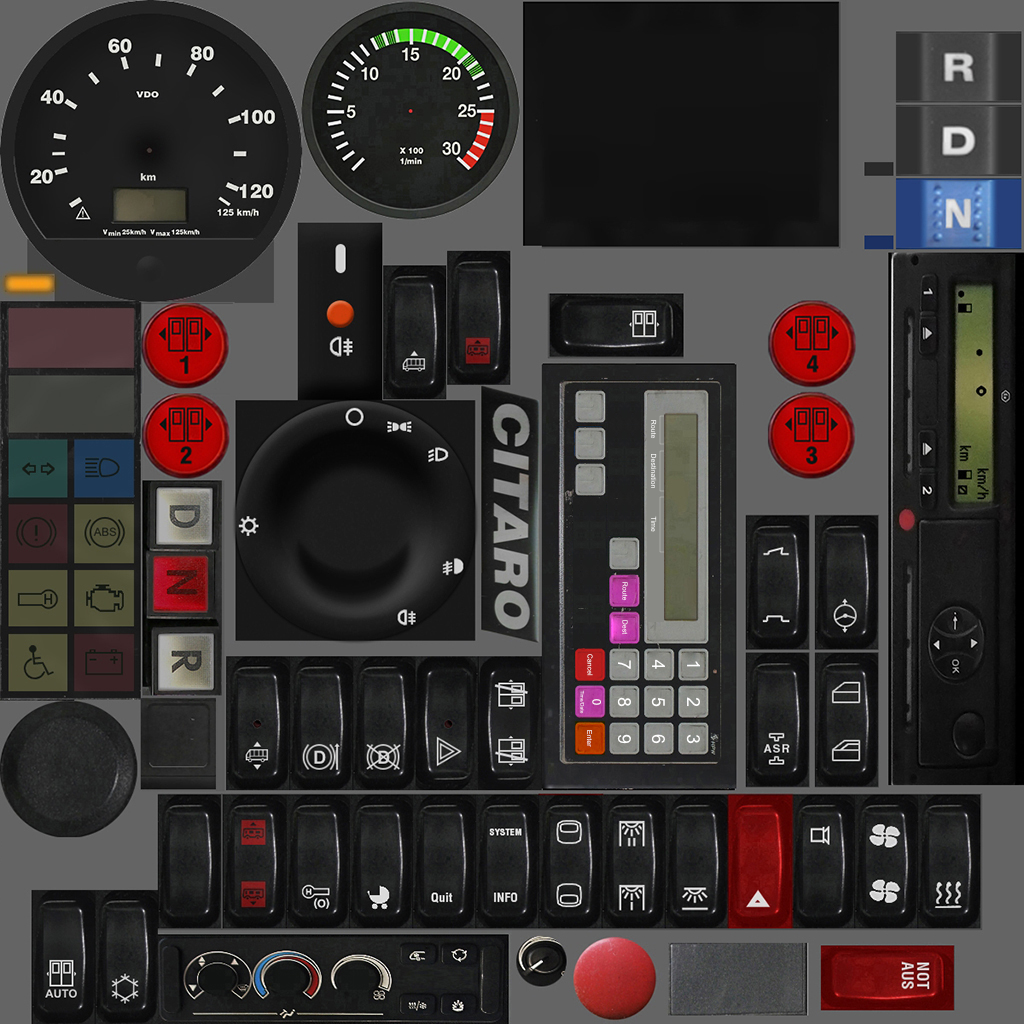 60
80
40
VDO
100
20
km
120
125 km/h
Vmin 25km/h Vmax 125km/h
15
10
20
5
25
X 100
1/min
30
R
D
N
1
2
4
3
1
2
km
km/h
OK
CITARO
ABS
H
D
N
R
Route
Destination
Time
Route
Dest
Cancel
7
4
1
0
Time/Date
8
5
2
Enter
9
6
3
(D)
B
ASR
H
(O)
Quit
SYSTEM
INFO
AUTO
NOT
AUS